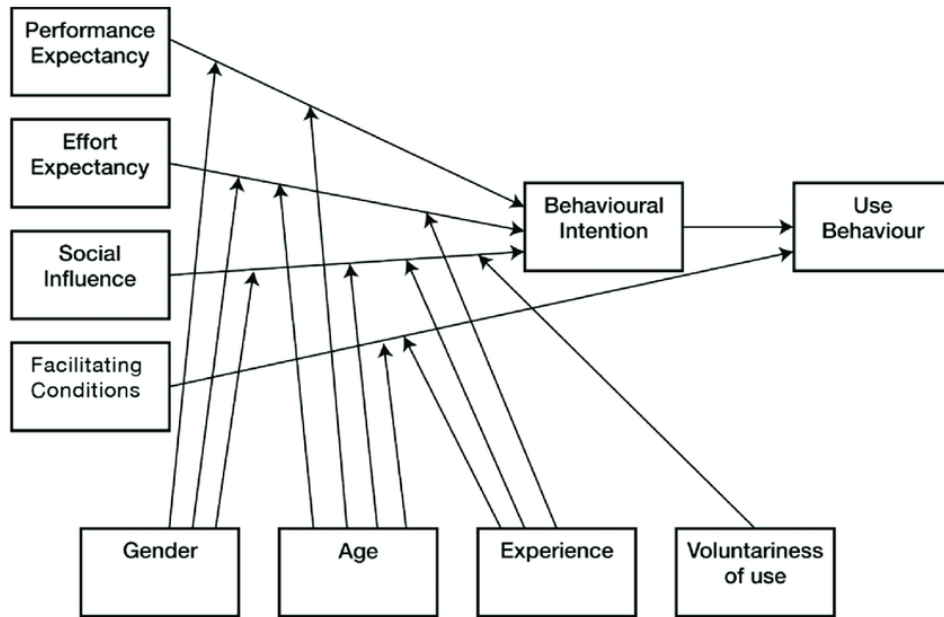 Performance
Expectancy
Effort
Expectancy
Social
Influence
Facilitating
Conditions
Behavioural
Intention
Use
Behaviour
Gender
Age
Experience
Voluntariness
of use